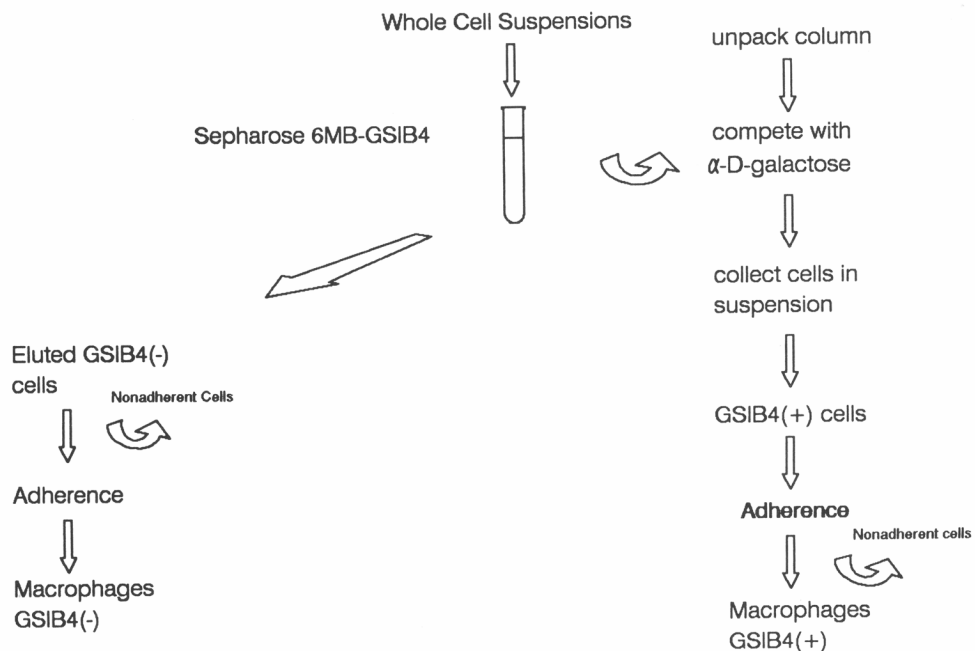 Whole Cell Suspensions
Sepharose 6MB-GSIB4
unpack column
compete with
α-D-galactose
collect cells in
suspension
GSIB4(+) cells
Adherence
Nonadherent cells
Macrophages
GSIB4(+)
Eluted GSIB4(-)
cells
Nonadherent Cells
Adherence
Macrophages
GSIB4(-)